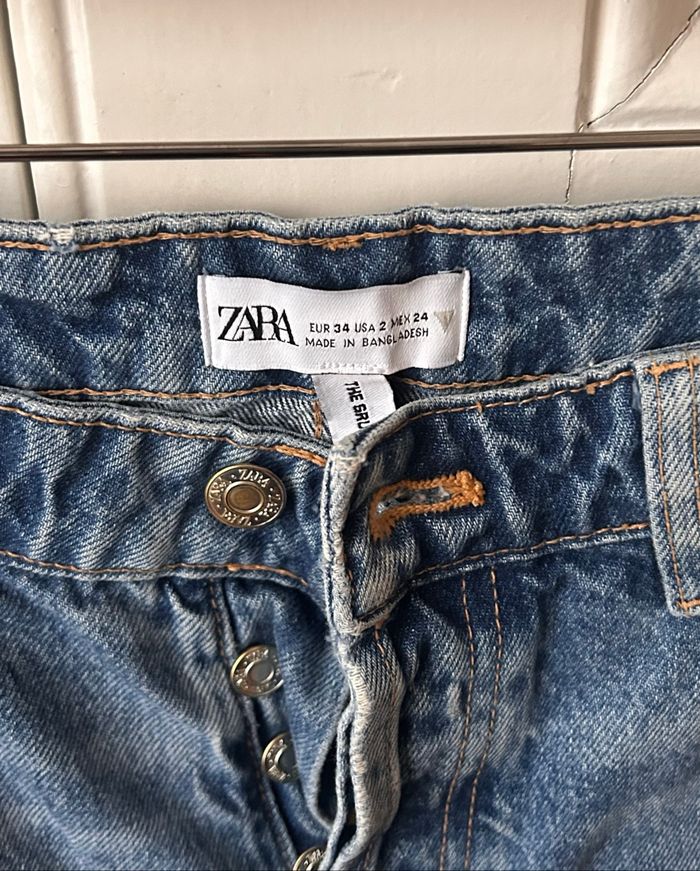 ZARA
EUR 34 USA 2 MEX 24
MADE IN BANGLADESH
ZARA